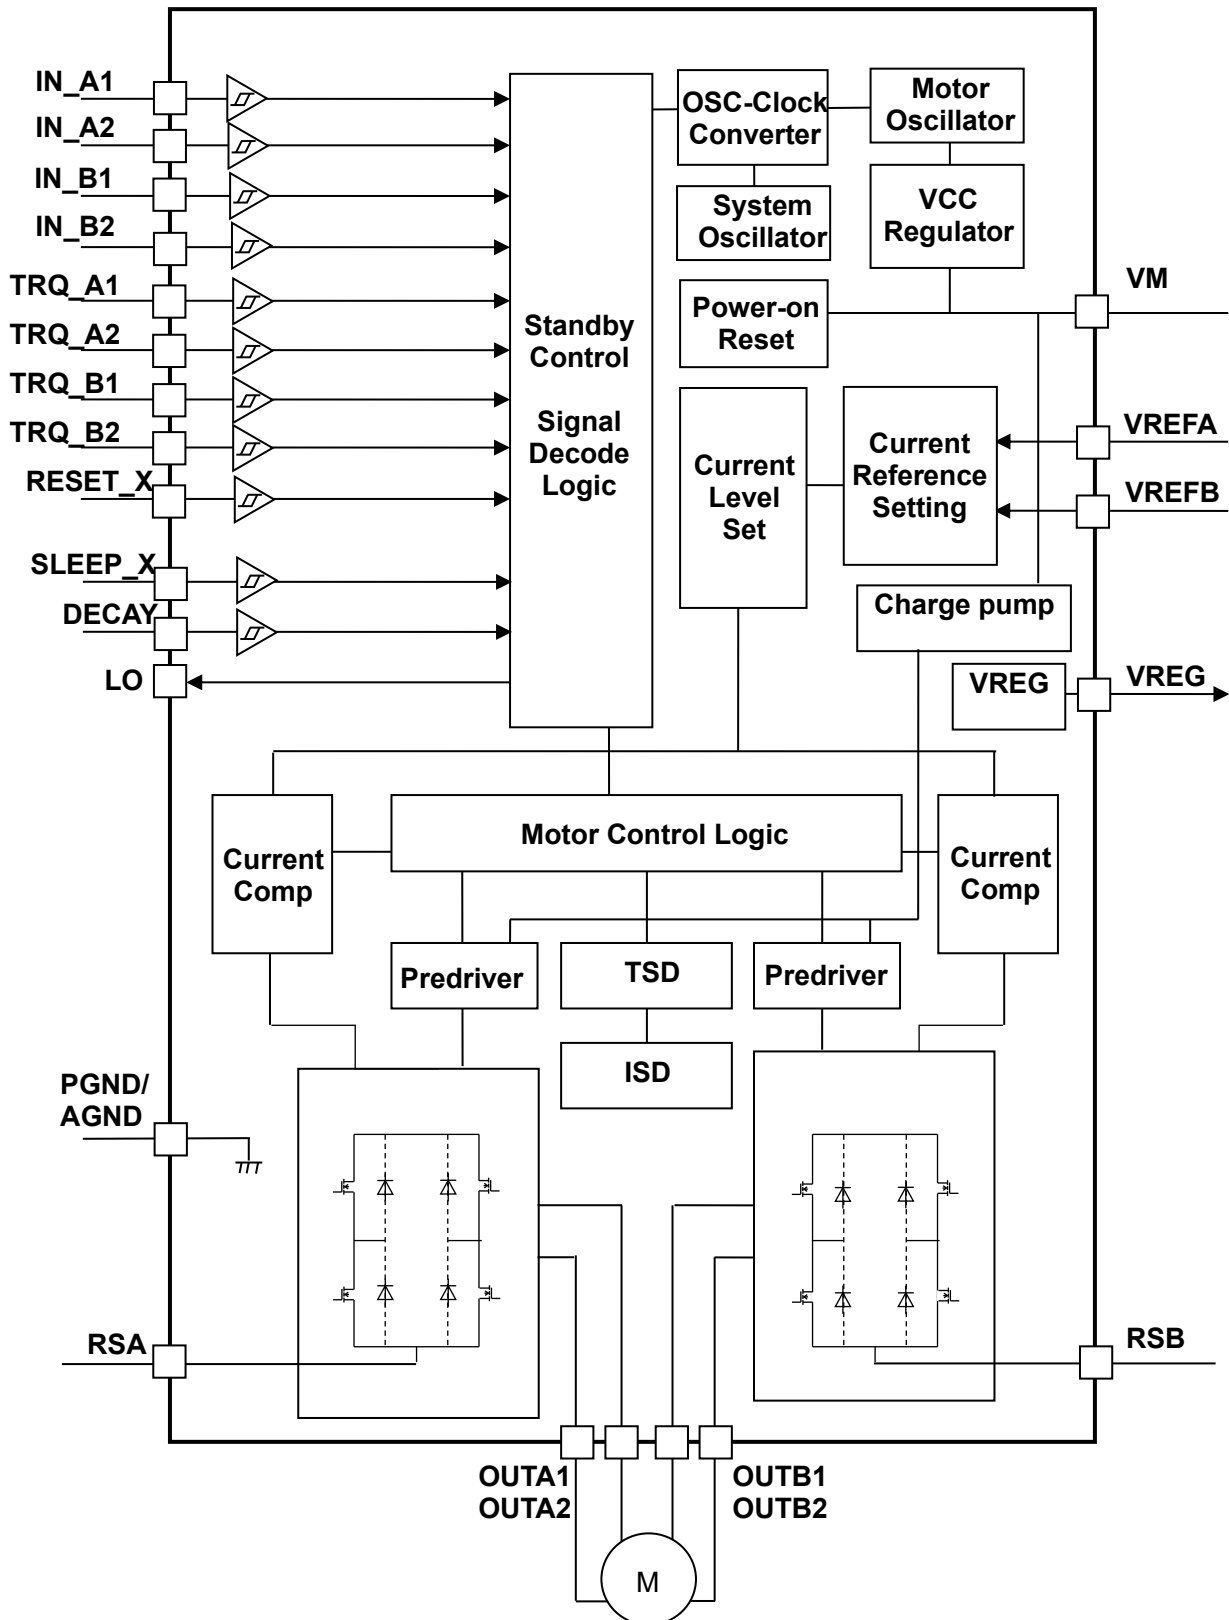 IN_A1
IN_A2
IN_B1
IN_B2
TRQ_A1
TRQ_A2
TRQ_B1
TRQ_B2
RESET_X
SLEEP_X
DECAY
LO
Standby
Control
Signal
Decode
Logic
OSC-Clock
Converter
Motor
Oscillator
System
Oscillator
VCC
Regulator
Power-on
Reset
VM
Current
Level
Set
Current
Reference
Setting
VREFA
VREFB
Charge pump
VREG
VREG
Current
Comp
Motor Control Logic
Current
Comp
Predriver
TSD
Predriver
ISD
PGND/
AGND
RSA
RSB
OUTA1
OUTA2
OUTB1
OUTB2
M